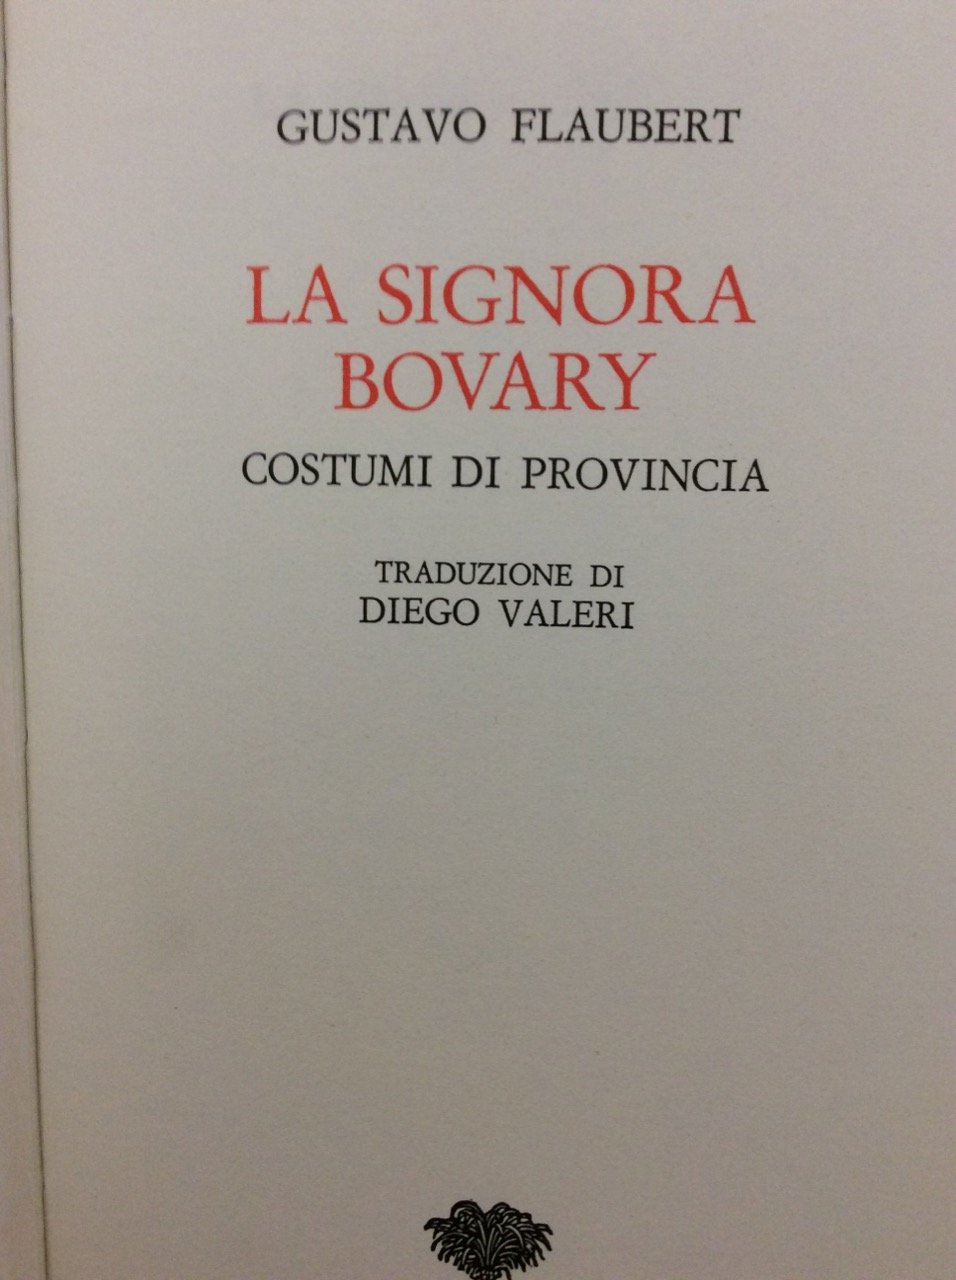 GUSTAVO FLAUBERT
LA SIGNORA
BOVARY
COSTUMI DI PROVINCIA
TRADUZIONE DI
DIEGO VALERI